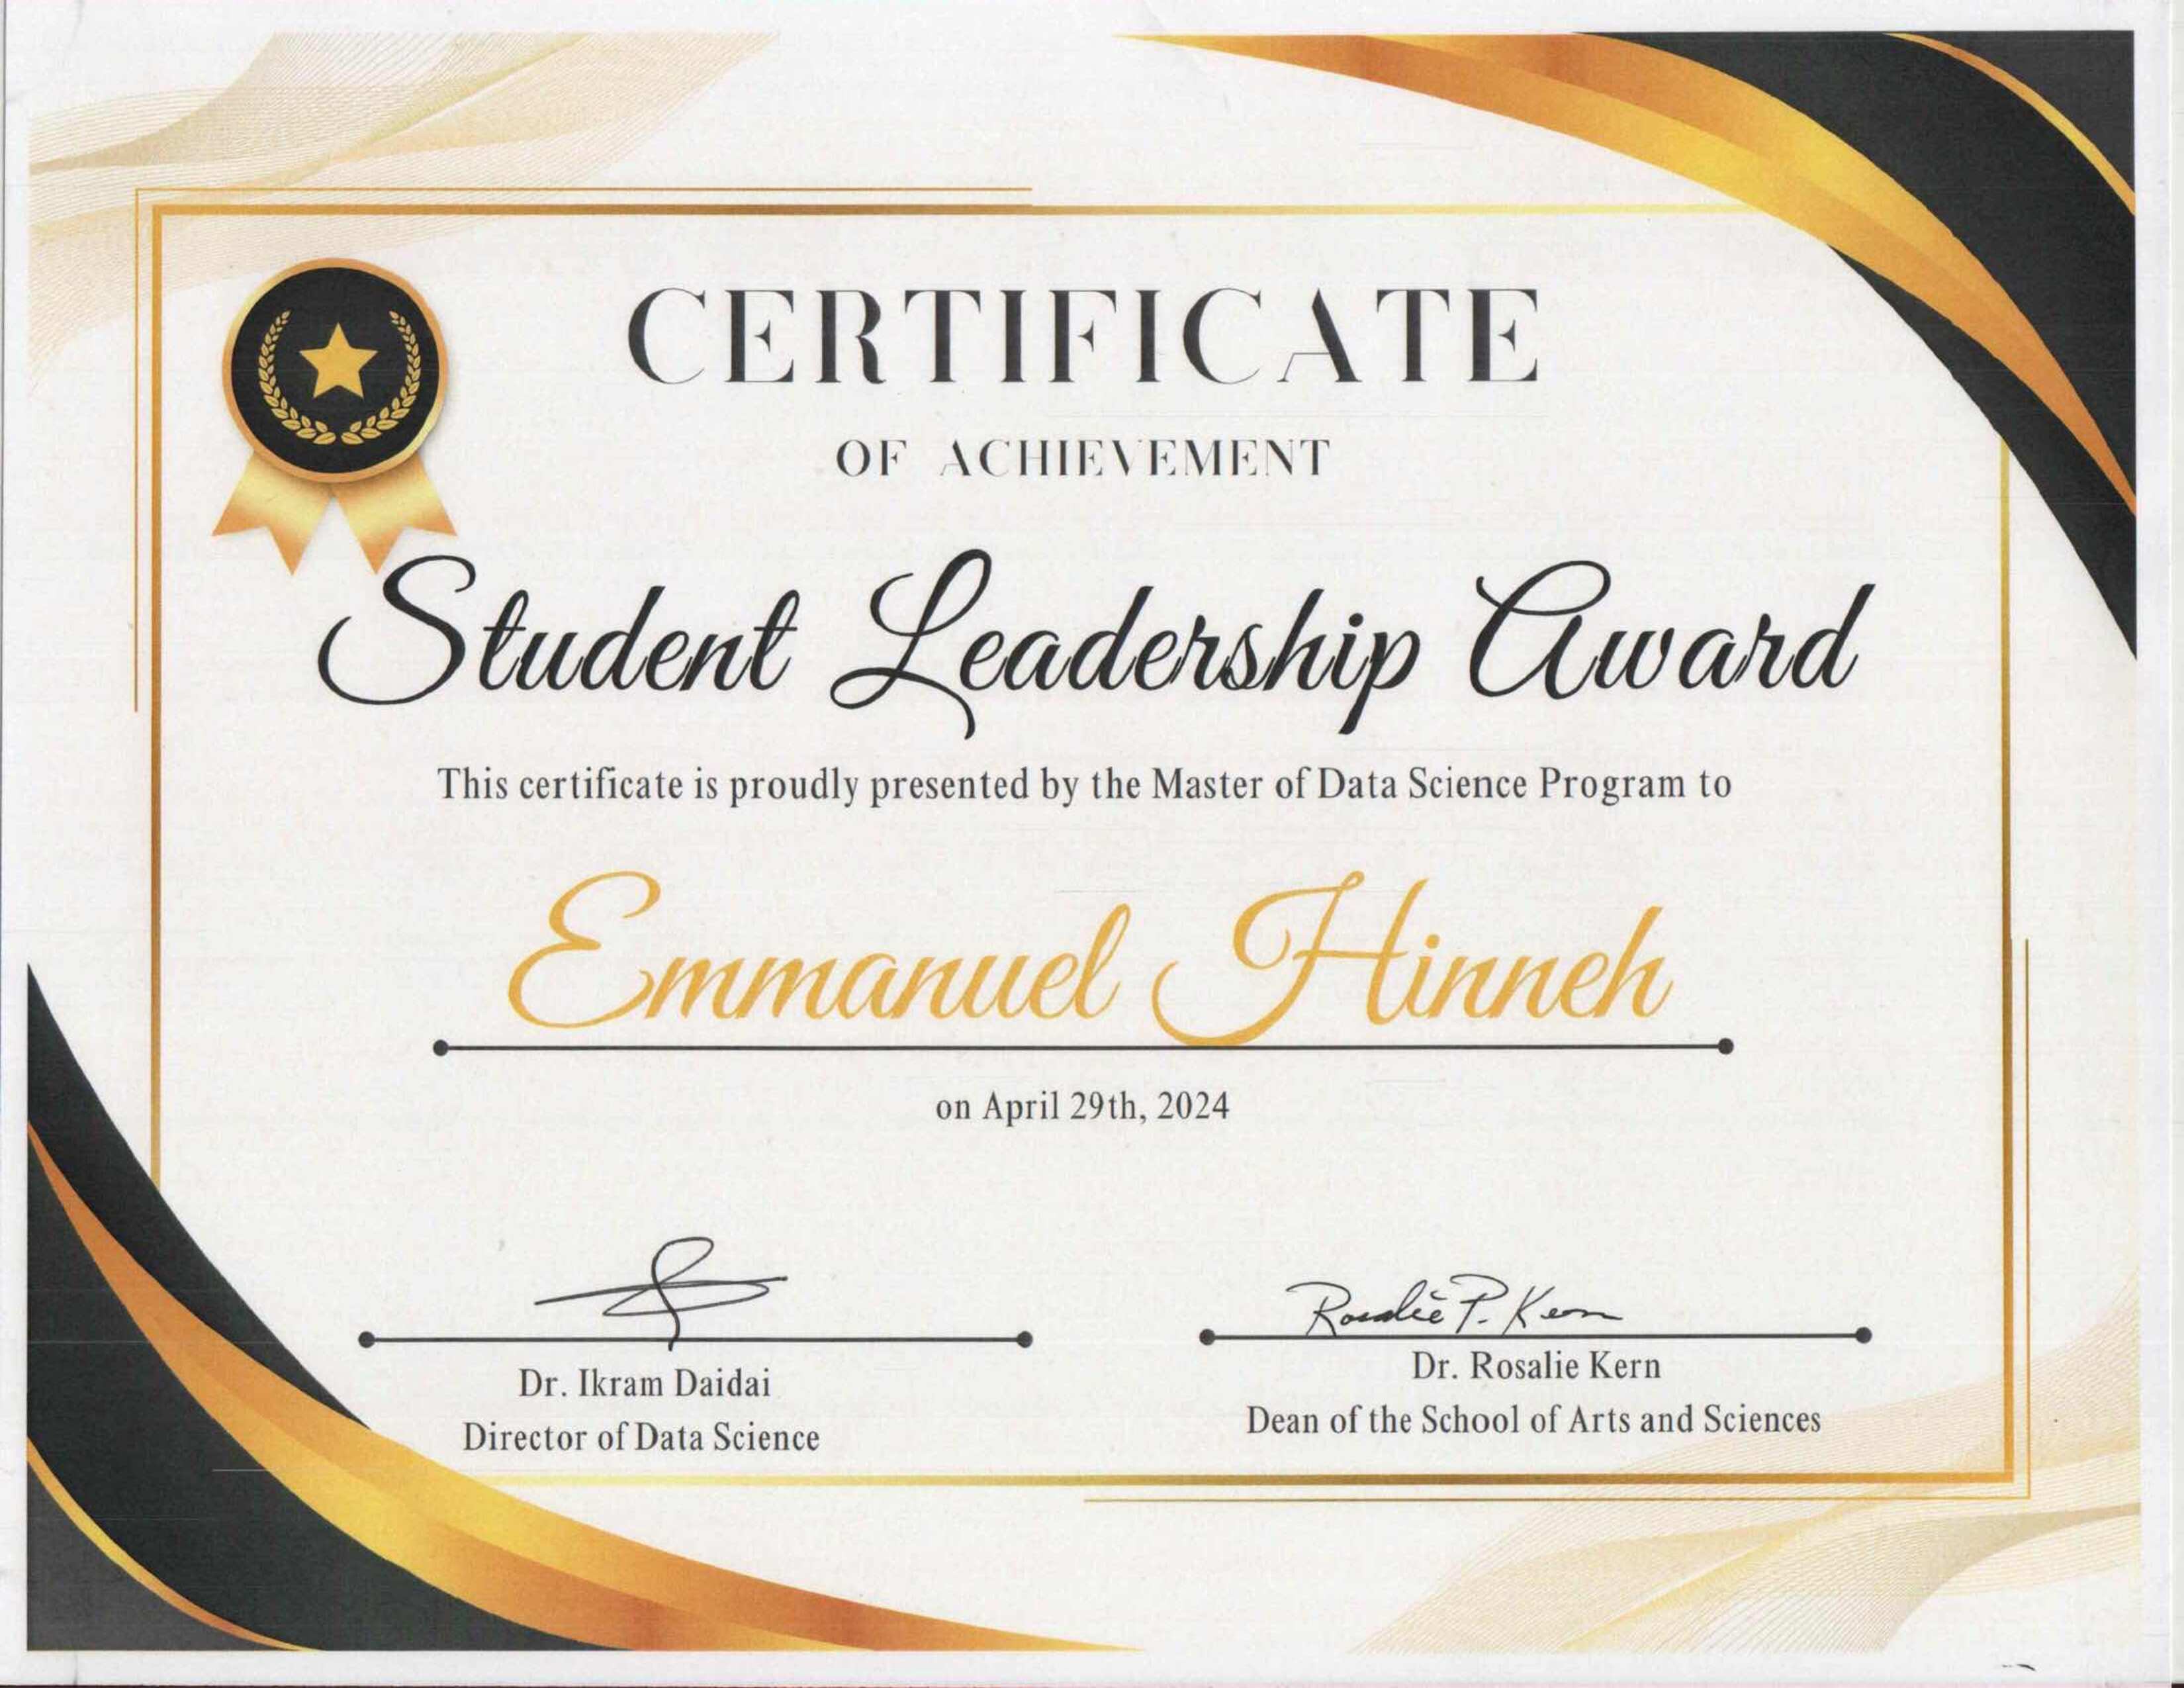 CERTIFICATE
OF ACHIEVEMENT
Student Leadership Award
This certificate is proudly presented by the Master of Data Science Program to
Emmanuel Hinneh
on April 29th, 2024
Rosalie P. Kern
Dr. Ikram Daidai
Director of Data Science
Dr. Rosalie Kern
Dean of the School of Arts and Sciences